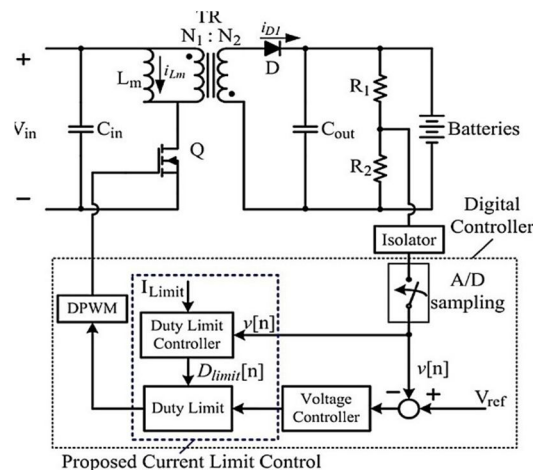 TR
N1 : N2
iD1
D
+
Lm
iLm
R1
Vin
Cin
Q
Cout
Batteries
R2
−
Digital
Controller
Isolator
A/D
sampling
DPWM
ILimit
Duty Limit
Controller
v[n]
v[n]
Dlimit[n]
Duty Limit
Voltage
Controller
− +
Vref
Proposed Current Limit Control